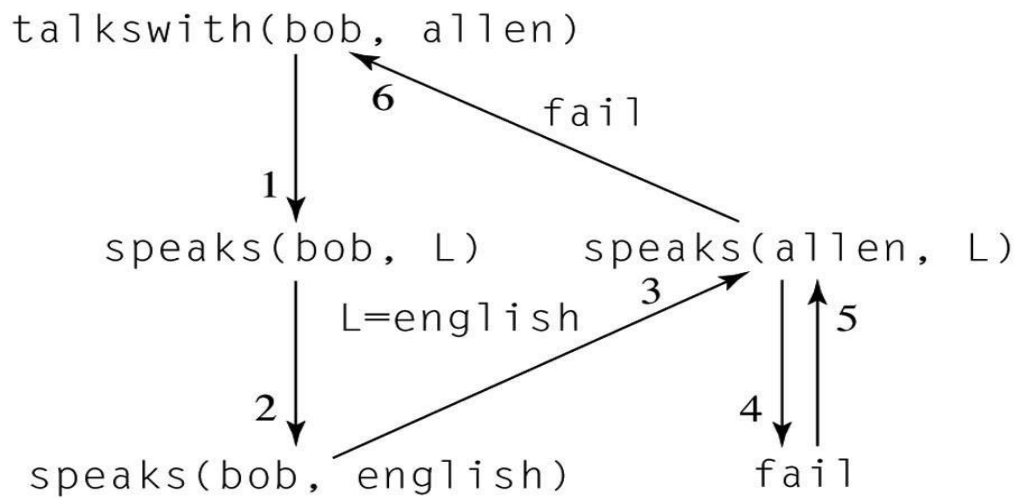 talkswith(bob, allen)
6
fail
1
speaks(bob, L)
speaks(allen, L)
3
L=english
5
2
4
speaks(bob, english)
fail